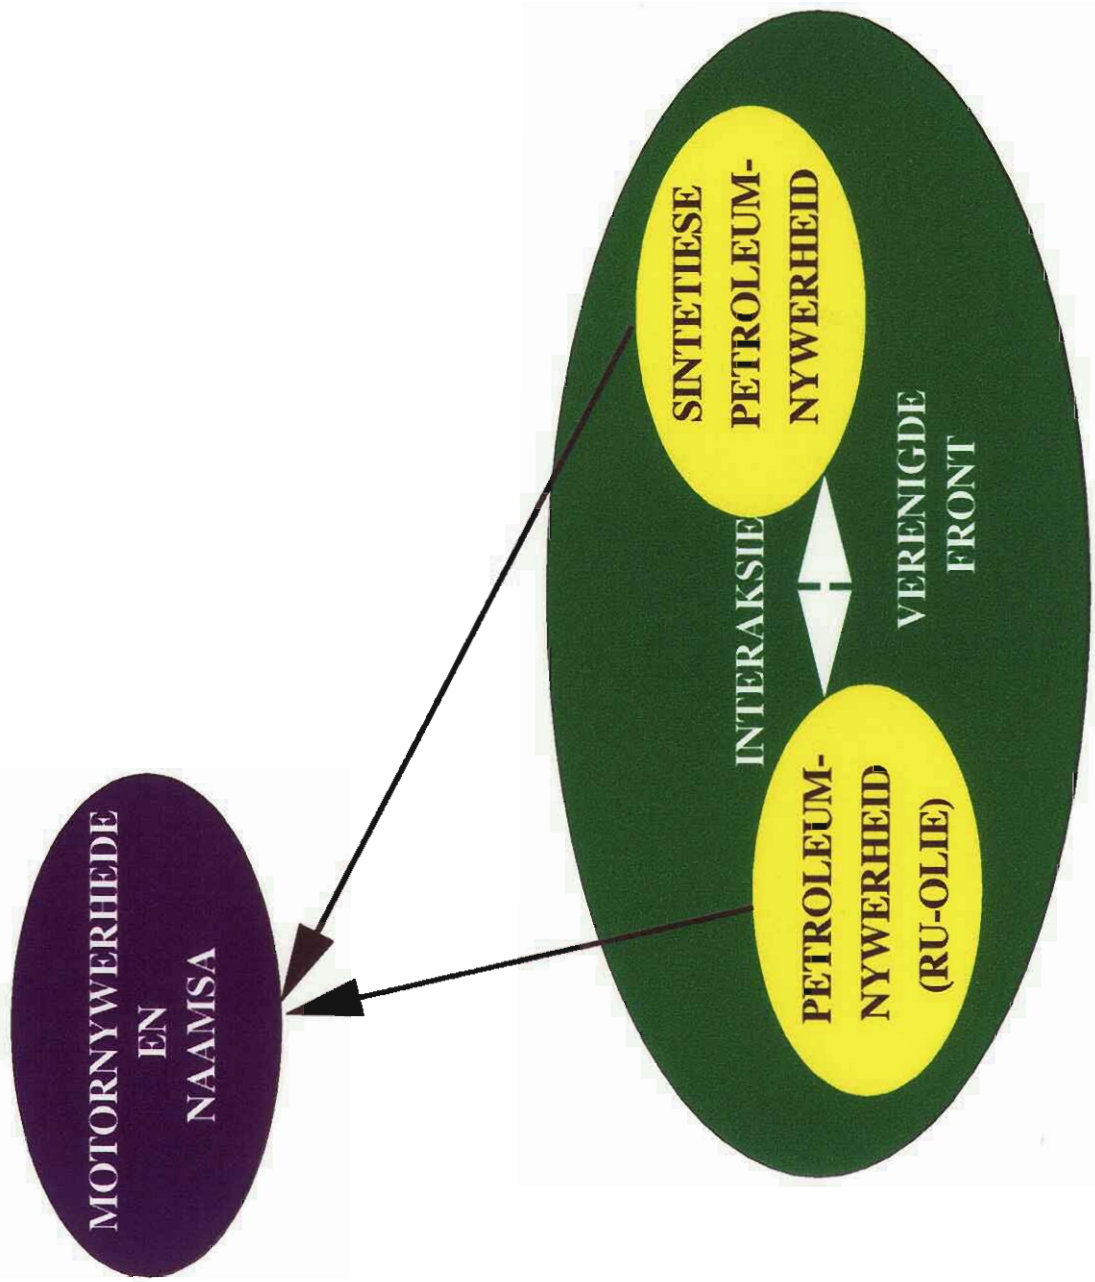 MOTORNYWERHEDE
EN
NAAMSA
SINTETIESE
PETROLEUM-
NYWERHEID
INTERAKSIE
PETROLEUM-
NYWERHEID
(RU-OLIE)
VERENIGDE
FRONT